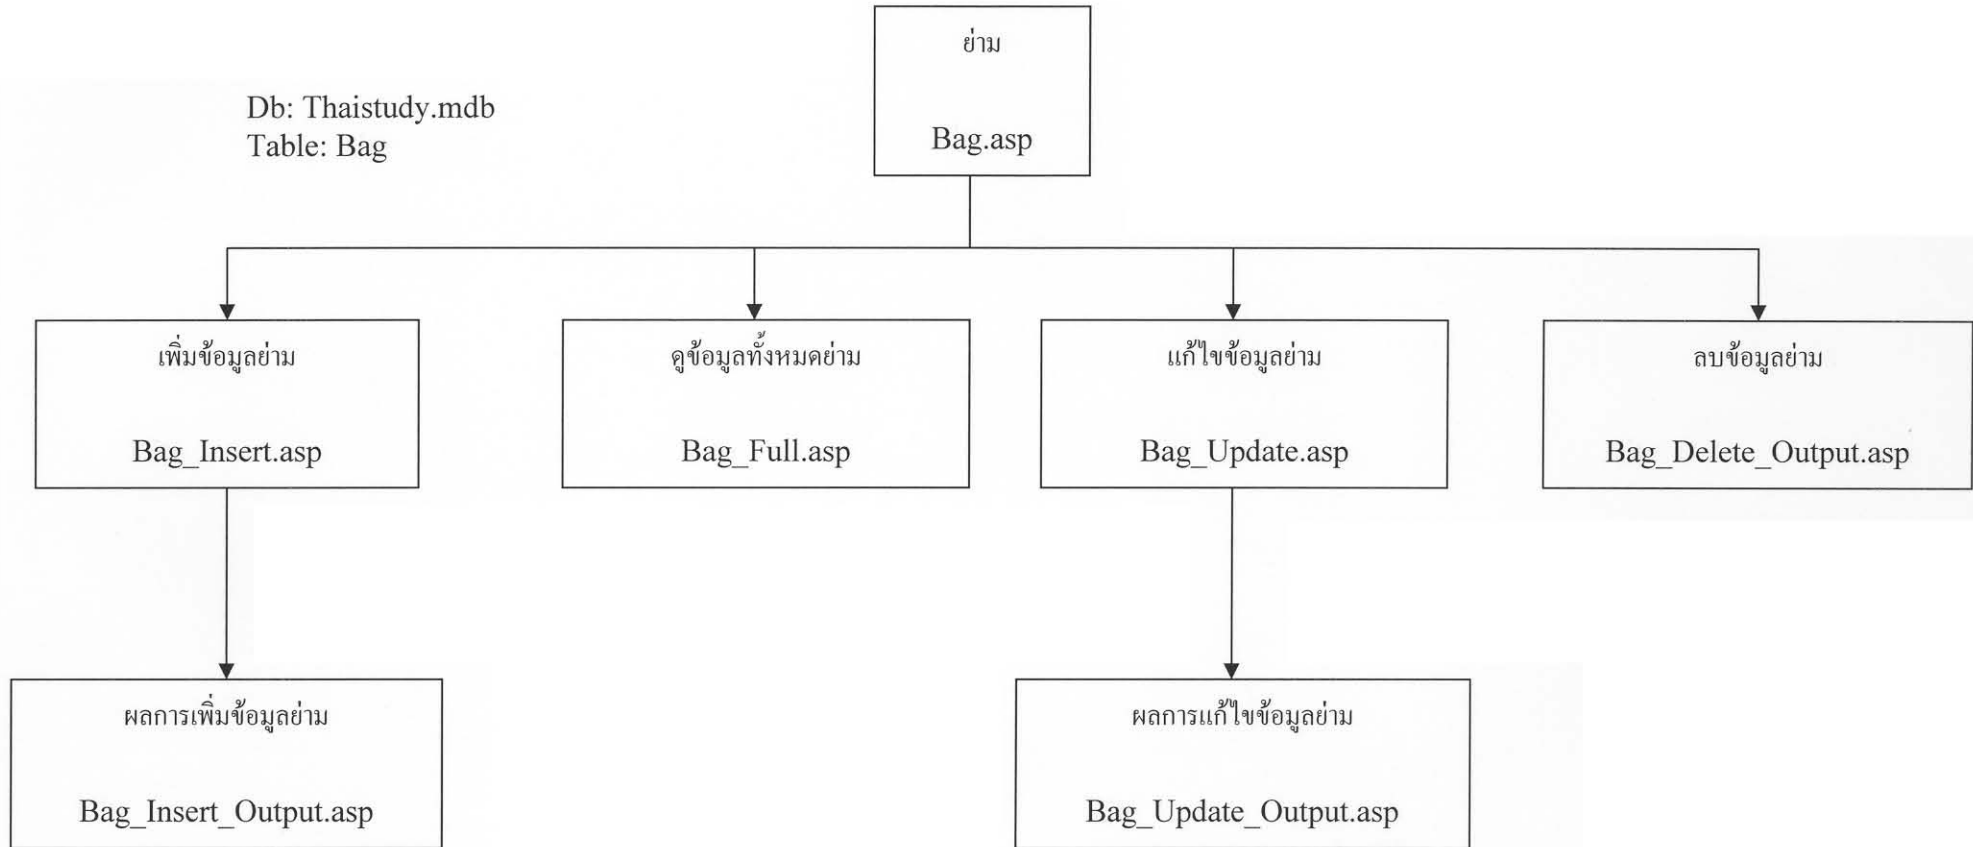 ย่าม
Bag.asp
Db: Thaistudy.mdb
Table: Bag
เพิ่มข้อมูลย่าม
Bag_Insert.asp
ดูข้อมูลทั้งหมดย่าม
Bag_Full.asp
แก้ไขข้อมูลย่าม
Bag_Update.asp
ลบข้อมูลย่าม
Bag_Delete_Output.asp
ผลการเพิ่มข้อมูลย่าม
Bag_Insert_Output.asp
ผลการแก้ไขข้อมูลย่าม
Bag_Update_Output.asp